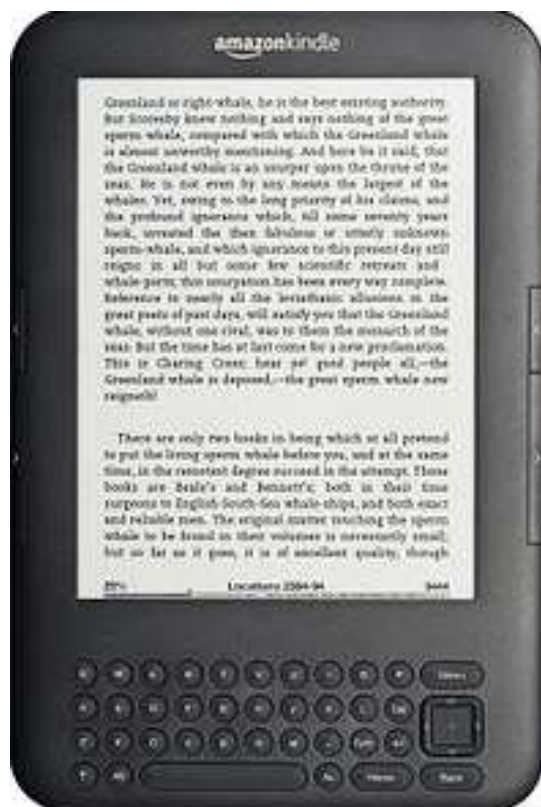 amazonkindle
Greenland or right-whale, he is the best existing authority.
But Scoresby knew nothing and says nothing of the great
sperm whale, compared with which the Greenland whale
is almost unworthy mentioning. And here be it said, that
the Greenland whale is an usurper upon the throne of the
seas. He is not even by any means the largest of the
whales. Yet, owing to the long priority of his claims, and
the profound ignorance which, till some seventy years
back, invested the then fabulous or utterly unknown
sperm-whale, and which ignorance to this present day still
reigns in all but some few scientific retreats and
whale-ports; this usurpation has been every way complete.
Reference to nearly all the leviathanic allusions in the
great poets of past days, will satisfy you that the Greenland
whale, without one rival, was to them the monarch of the
seas. But the time has at last come for a new proclamation.
This is Charing Cross; hear ye! good people all,—the
Greenland whale is deposed,—the great sperm whale now
reigneth!
There are only two books in being which at all pretend
to put the living sperm whale before you, and at the same
time, in the remotest degree succeed in the attempt. Those
books are Beale's and Bennett's; both in their time
surgeons to English South-Sea whale-ships, and both exact
and reliable men. The original matter touching the sperm
whale to be found in their volumes is necessarily small;
but so far as it goes, it is of excellent quality, though
Locations
Menu
Home
Back